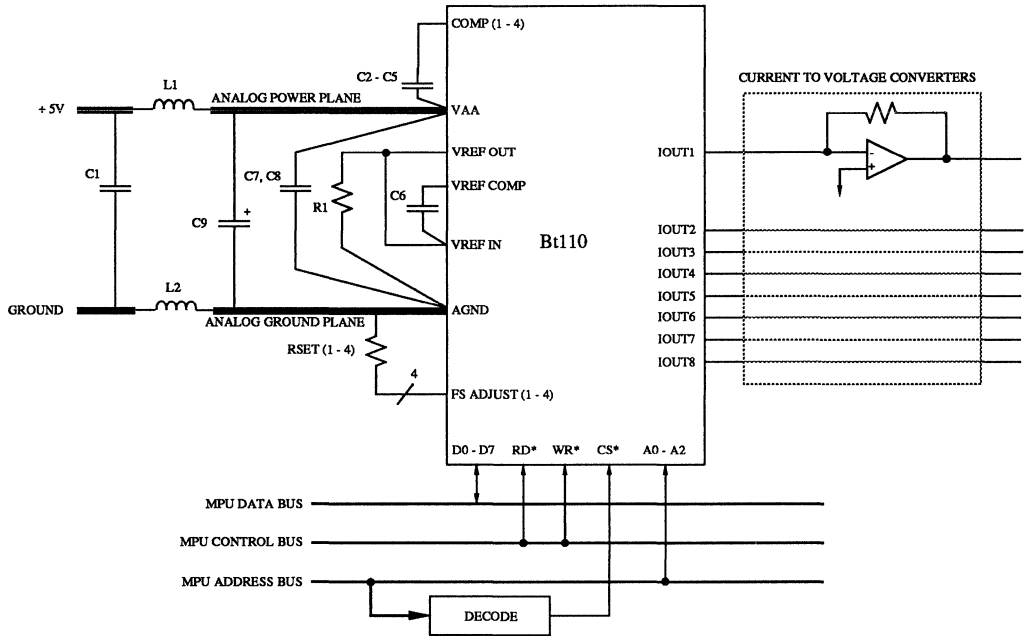 COMP (1 - 4)
C2 - C5
L1
ANALOG POWER PLANE
+ 5V
VAA
CURRENT TO VOLTAGE CONVERTERS
VREF OUT
IOUT1
-
+
C1
C7, C8
R1
C6
VREF COMP
C9
+
VREF IN
Bt110
IOUT2
IOUT3
IOUT4
IOUT5
IOUT6
IOUT7
IOUT8
L2
GROUND
AGND
ANALOG GROUND PLANE
RSET (1 - 4)
4
FS ADJUST (1 - 4)
D0 - D7 RD* WR* CS* A0 - A2
MPU DATA BUS
MPU CONTROL BUS
MPU ADDRESS BUS
DECODE